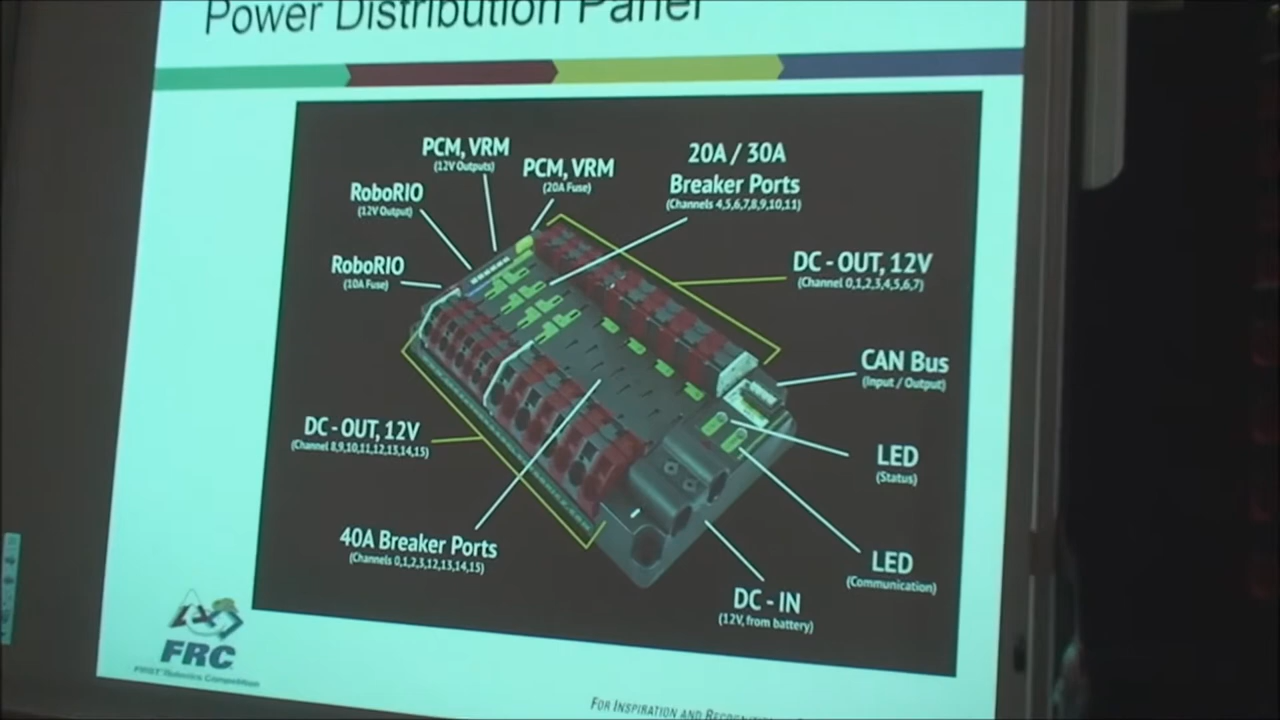 Power Distribution Panel
PCM, VRM
(12V Outputs)
PCM, VRM
(20A Fuse)
20A / 30A
Breaker Ports
(Channels 4,5,6,7,8,9,10,11)
RoboRIO
(12V Output)
RoboRIO
(10A Fuse)
DC - OUT, 12V
(Channel 0,1,2,3,4,5,6,7)
CAN Bus
(Input / Output)
DC - OUT, 12V
(Channel 8,9,10,11,12,13,14,15)
LED
(Status)
40A Breaker Ports
(Channels 0,1,2,3,12,13,14,15)
LED
(Communication)
DC - IN
(12V, from battery)
FRC
FIRST Robotics Competition
FOR INSPIRATION AND